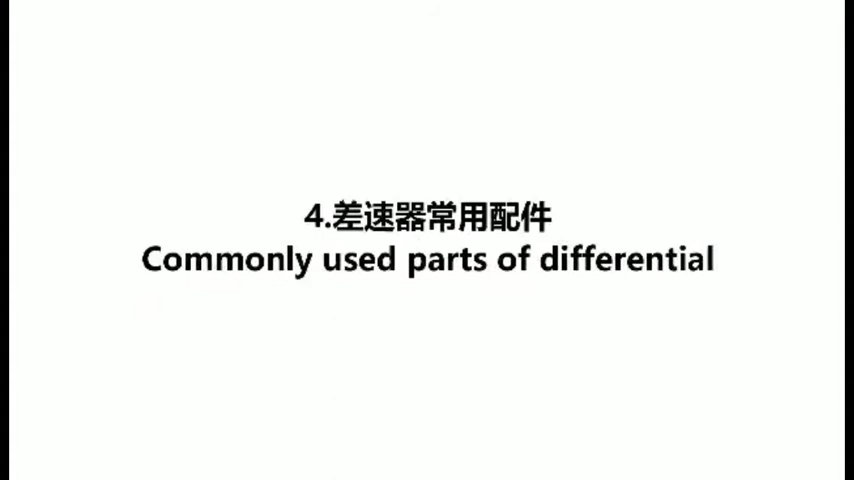 4.差速器常用配件
Commonly used parts of differential